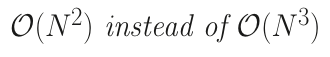 𝒪(N²) instead of 𝒪(N³)